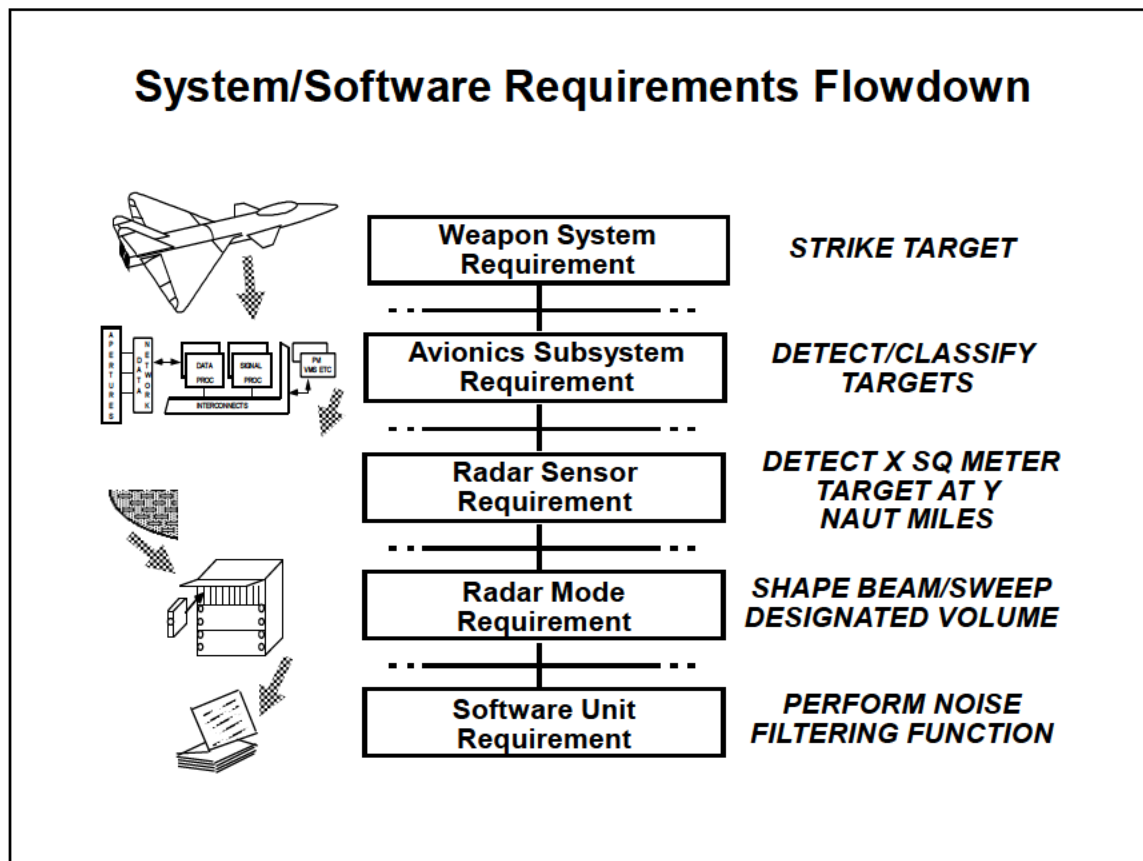 System/Software Requirements Flowdown
Weapon System
Requirement
STRIKE TARGET
APERTURES
DATA
NETWORK
DATA
PROC
SIGNAL
PROC
PM
VMS ETC
INTERCONNECTS
Avionics Subsystem
Requirement
DETECT/CLASSIFY
TARGETS
Radar Sensor
Requirement
DETECT X SQ METER
TARGET AT Y
NAUT MILES
Radar Mode
Requirement
SHAPE BEAM/SWEEP
DESIGNATED VOLUME
Software Unit
Requirement
PERFORM NOISE
FILTERING FUNCTION